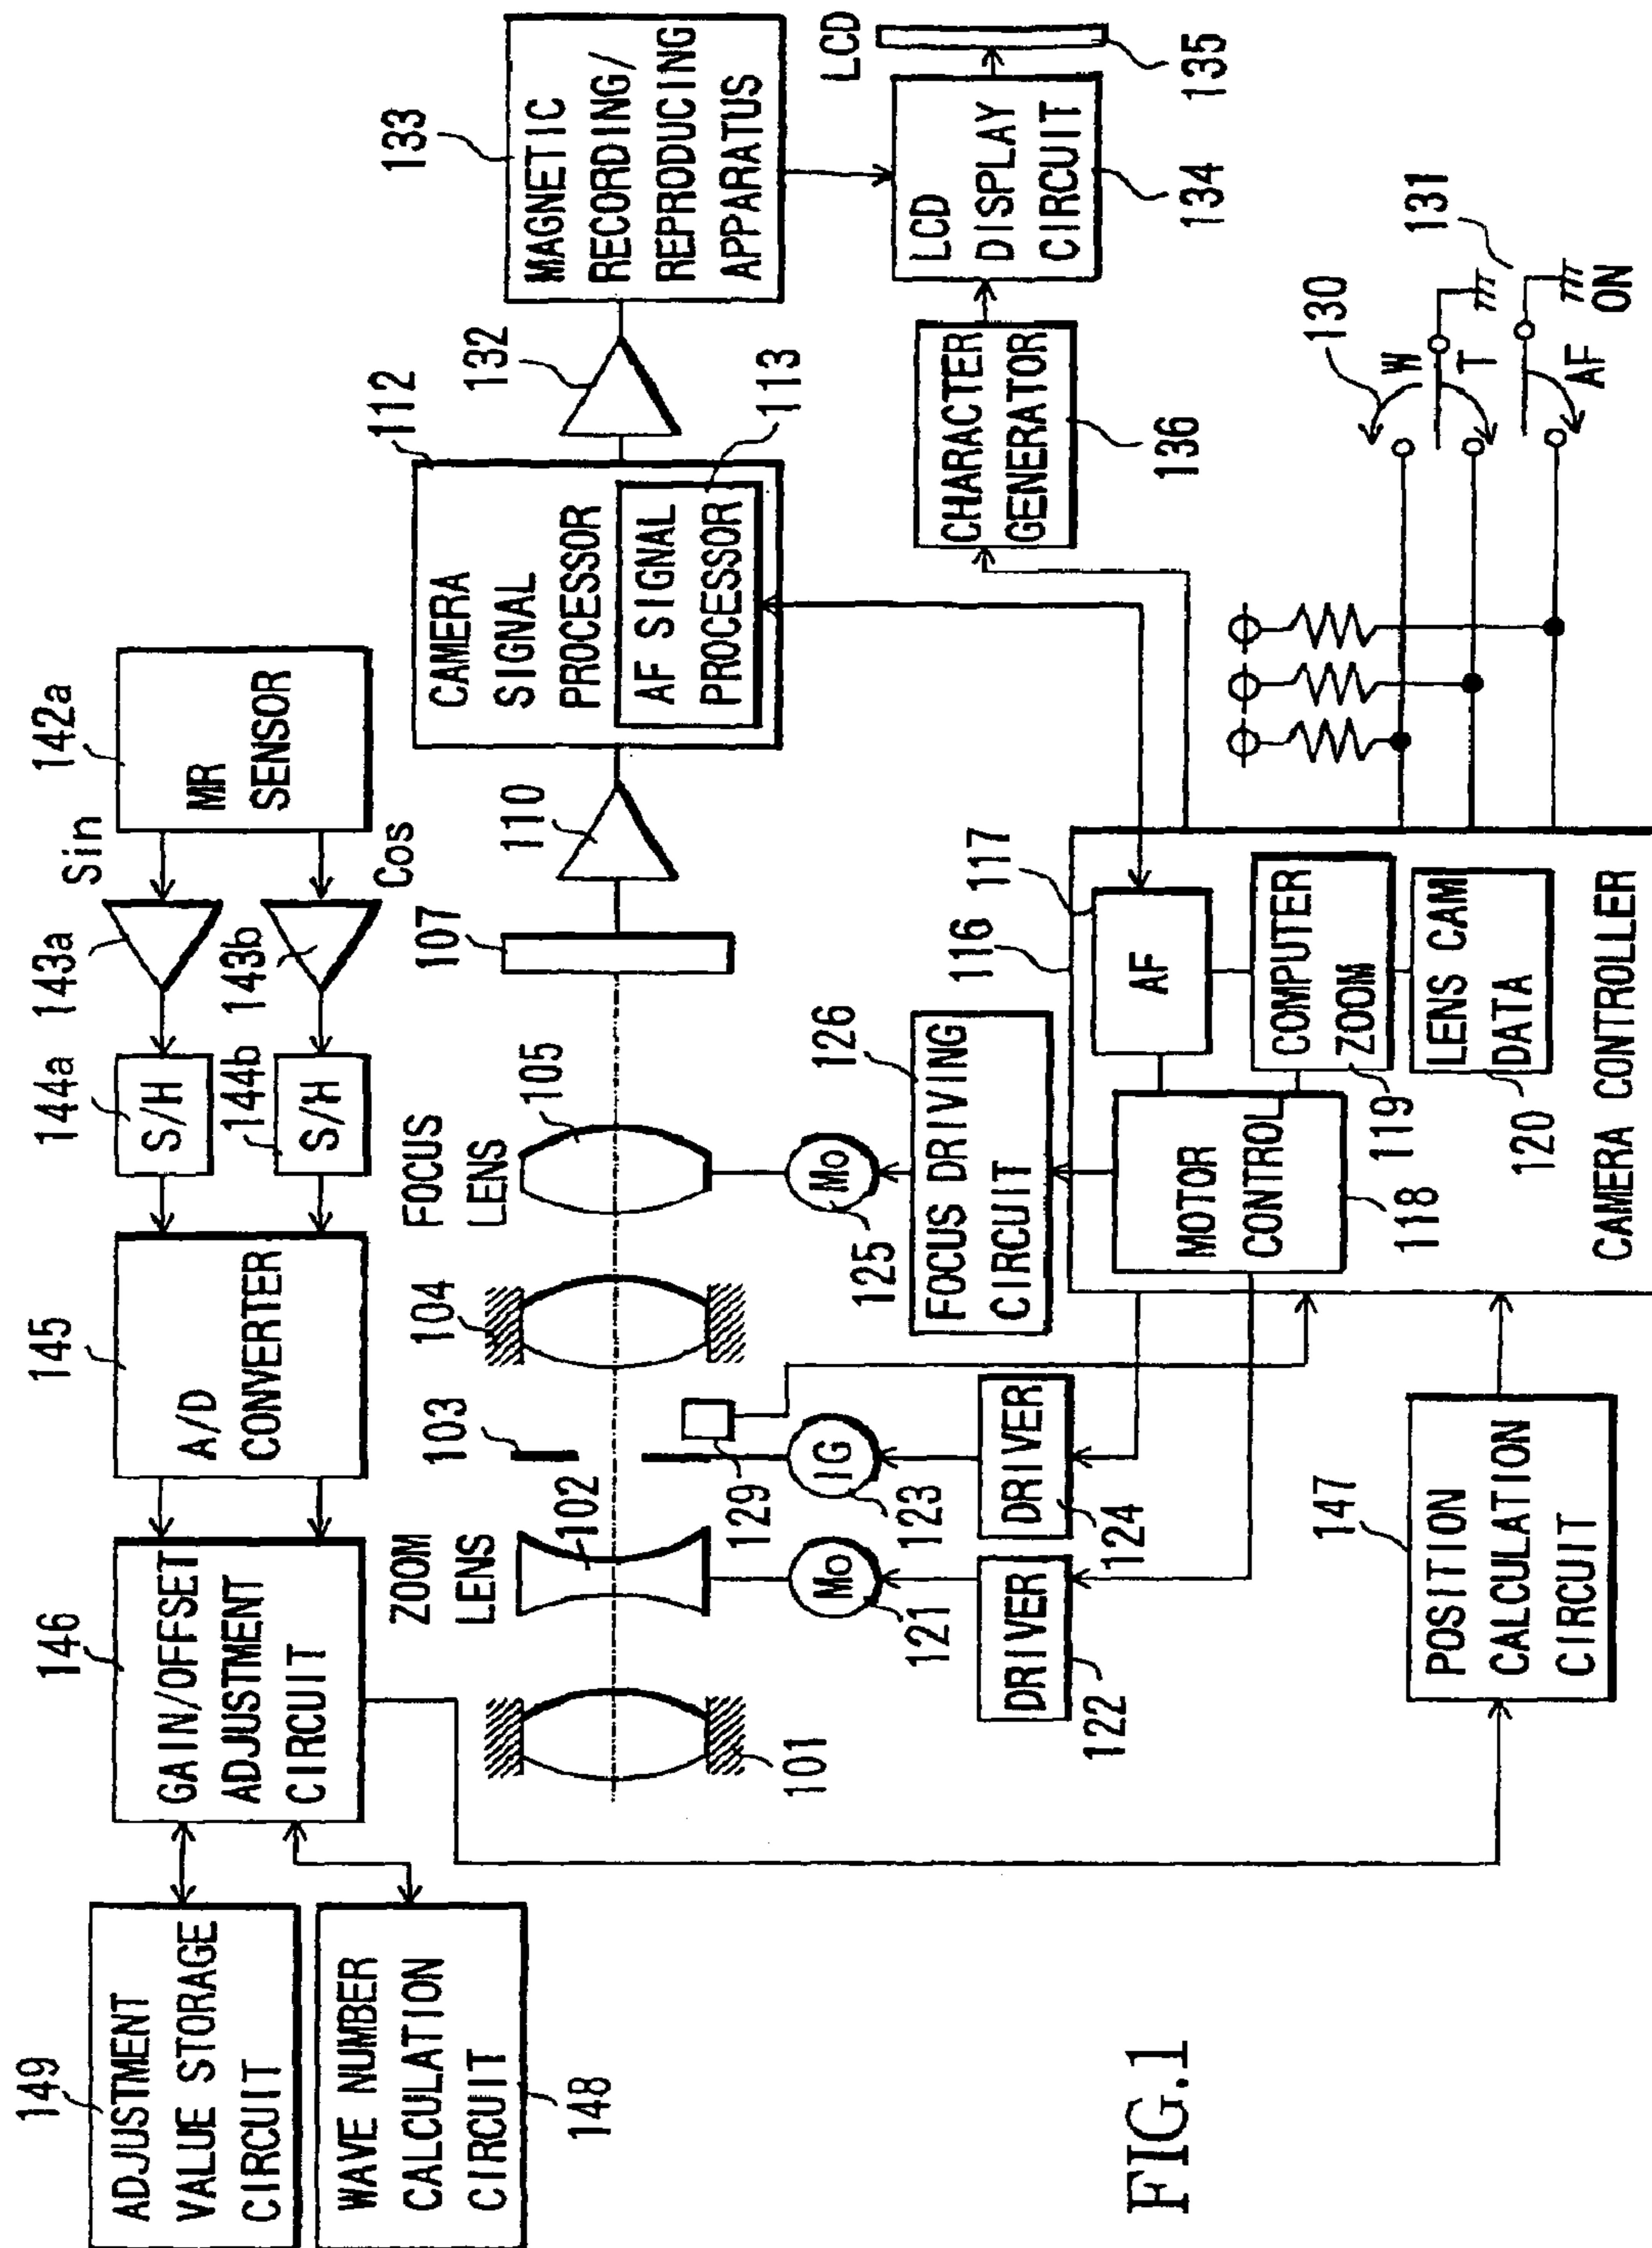 149
ADJUSTMENT
VALUE STORAGE
CIRCUIT
WAVE NUMBER
CALCULATION
CIRCUIT
148
146
GAIN/OFFSET
ADJUSTMENT
CIRCUIT
145
A/D
CONVERTER
144a
S/H
144b
S/H
143a
143b
Sin
Cos
142a
MR
SENSOR
101
ZOOM
LENS
102
103
129
104
FOCUS
LENS
105
107
110
112
CAMERA
SIGNAL
PROCESSOR
AF SIGNAL
PROCESSOR
113
132
133
MAGNETIC
RECORDING/
REPRODUCING
APPARATUS
LCD
135
LCD
DISPLAY
CIRCUIT
134
CHARACTER
GENERATOR
136
Mo
121
DRIVER
122
IG
123
DRIVER
124
Mo
125
FOCUS DRIVING
CIRCUIT
126
116
117
AF
MOTOR
CONTROL
118
COMPUTER
ZOOM
119
LENS CAM
DATA
120
CAMERA CONTROLLER
147
POSITION
CALCULATION
CIRCUIT
130
W
T
131
AF
ON
FIG.1